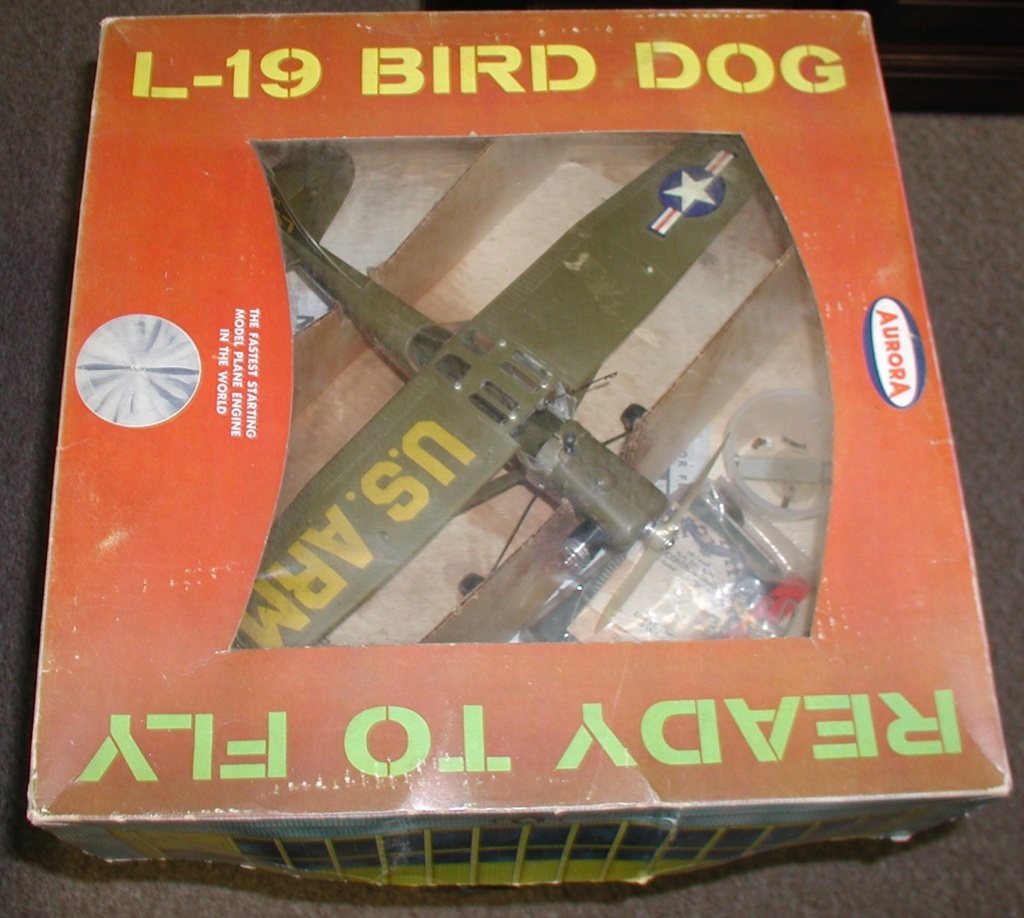 L-19 BIRD DOG
THE FASTEST STARTING
MODEL PLANE ENGINE
IN THE WORLD
AURORA
U.S. ARM
READY TO FLY